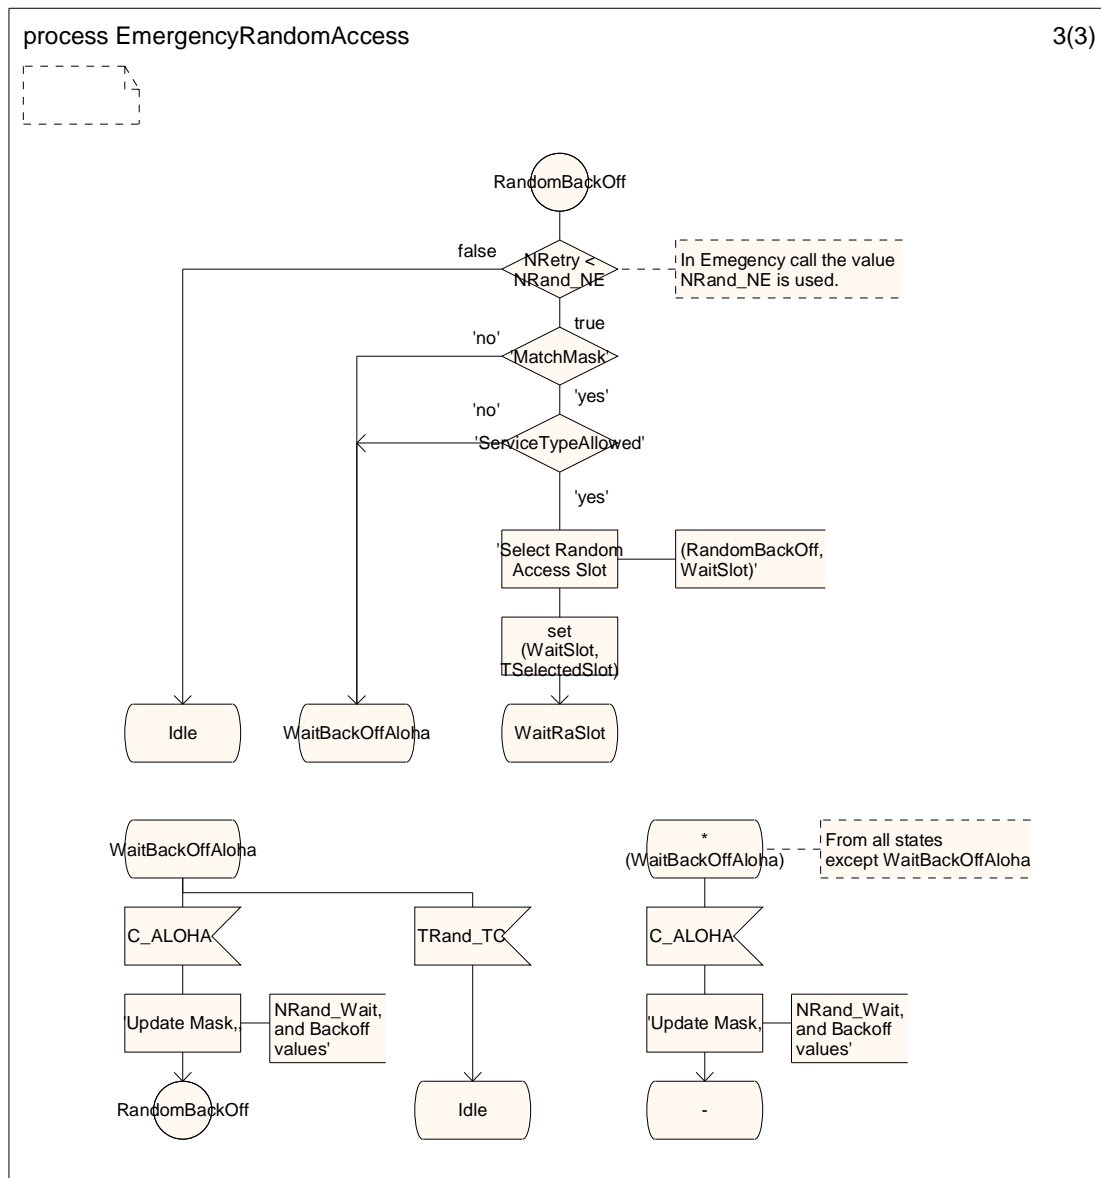 process EmergencyRandomAccess
3(3)
RandomBackOff
false
NRetry <
NRand_NE
In Emegency call the value
NRand_NE is used.
true
'no'
'MatchMask'
'yes'
'no'
'ServiceTypeAllowed'
'yes'
'Select Random
Access Slot
(RandomBackOff,
WaitSlot)'
set
(WaitSlot,
TSelectedSlot)
Idle
WaitBackOffAloha
WaitRaSlot
WaitBackOffAloha
*
(WaitBackOffAloha)
From all states
except WaitBackOffAloha
C_ALOHA
TRand_TO
C_ALOHA
'Update Mask,,
NRand_Wait,
and Backoff
values'
'Update Mask,
NRand_Wait,
and Backoff
values'
RandomBackOff
Idle
-